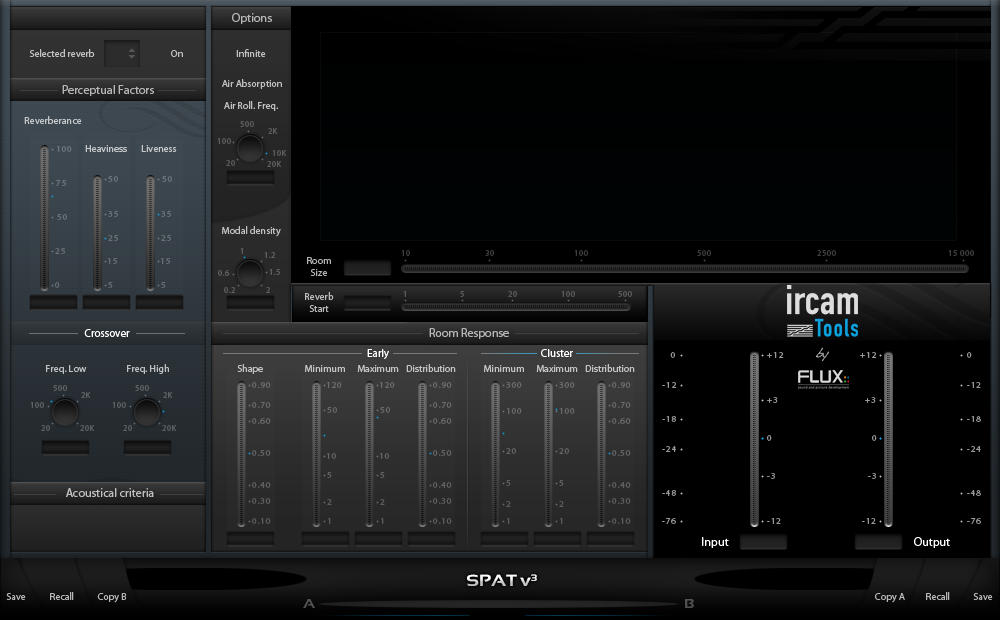 Options
Selected reverb On
Infinite
Perceptual Factors
Air Absorption
Air Roll. Freq.
500
2K
100
10K
20
20K
Reverberance
Heaviness
Liveness
100
75
50
25
0
50
35
25
15
5
50
35
25
15
5
Modal density
1
1.2
0.6
1.5
0.2
2
Room
Size
10 30 100 500 2500 15 000
Reverb
Start
1 5 20 100 500
Crossover
Freq. Low
Freq. High
500
2K
100
20
20K
500
2K
100
20
20K
Acoustical criteria
Room Response
Early
Cluster
Shape
Minimum
Maximum
Distribution
Minimum
Maximum
Distribution
0.90
0.70
0.60
0.50
0.40
0.30
0.10
120
50
10
5
2
1
120
50
10
5
2
1
0.90
0.70
0.60
0.50
0.40
0.30
0.10
300
100
20
5
2
1
300
100
20
5
2
1
0.90
0.70
0.60
0.50
0.40
0.30
0.10
ircam
Tools
by
FLUX::
sound and picture development
0
-12
-18
-24
-48
-76
+12
+3
0
-3
-12
+12
+3
0
-3
-12
0
-12
-18
-24
-48
-76
Input
Output
SPAT v3
Save
Recall
Copy B
A
B
Copy A
Recall
Save